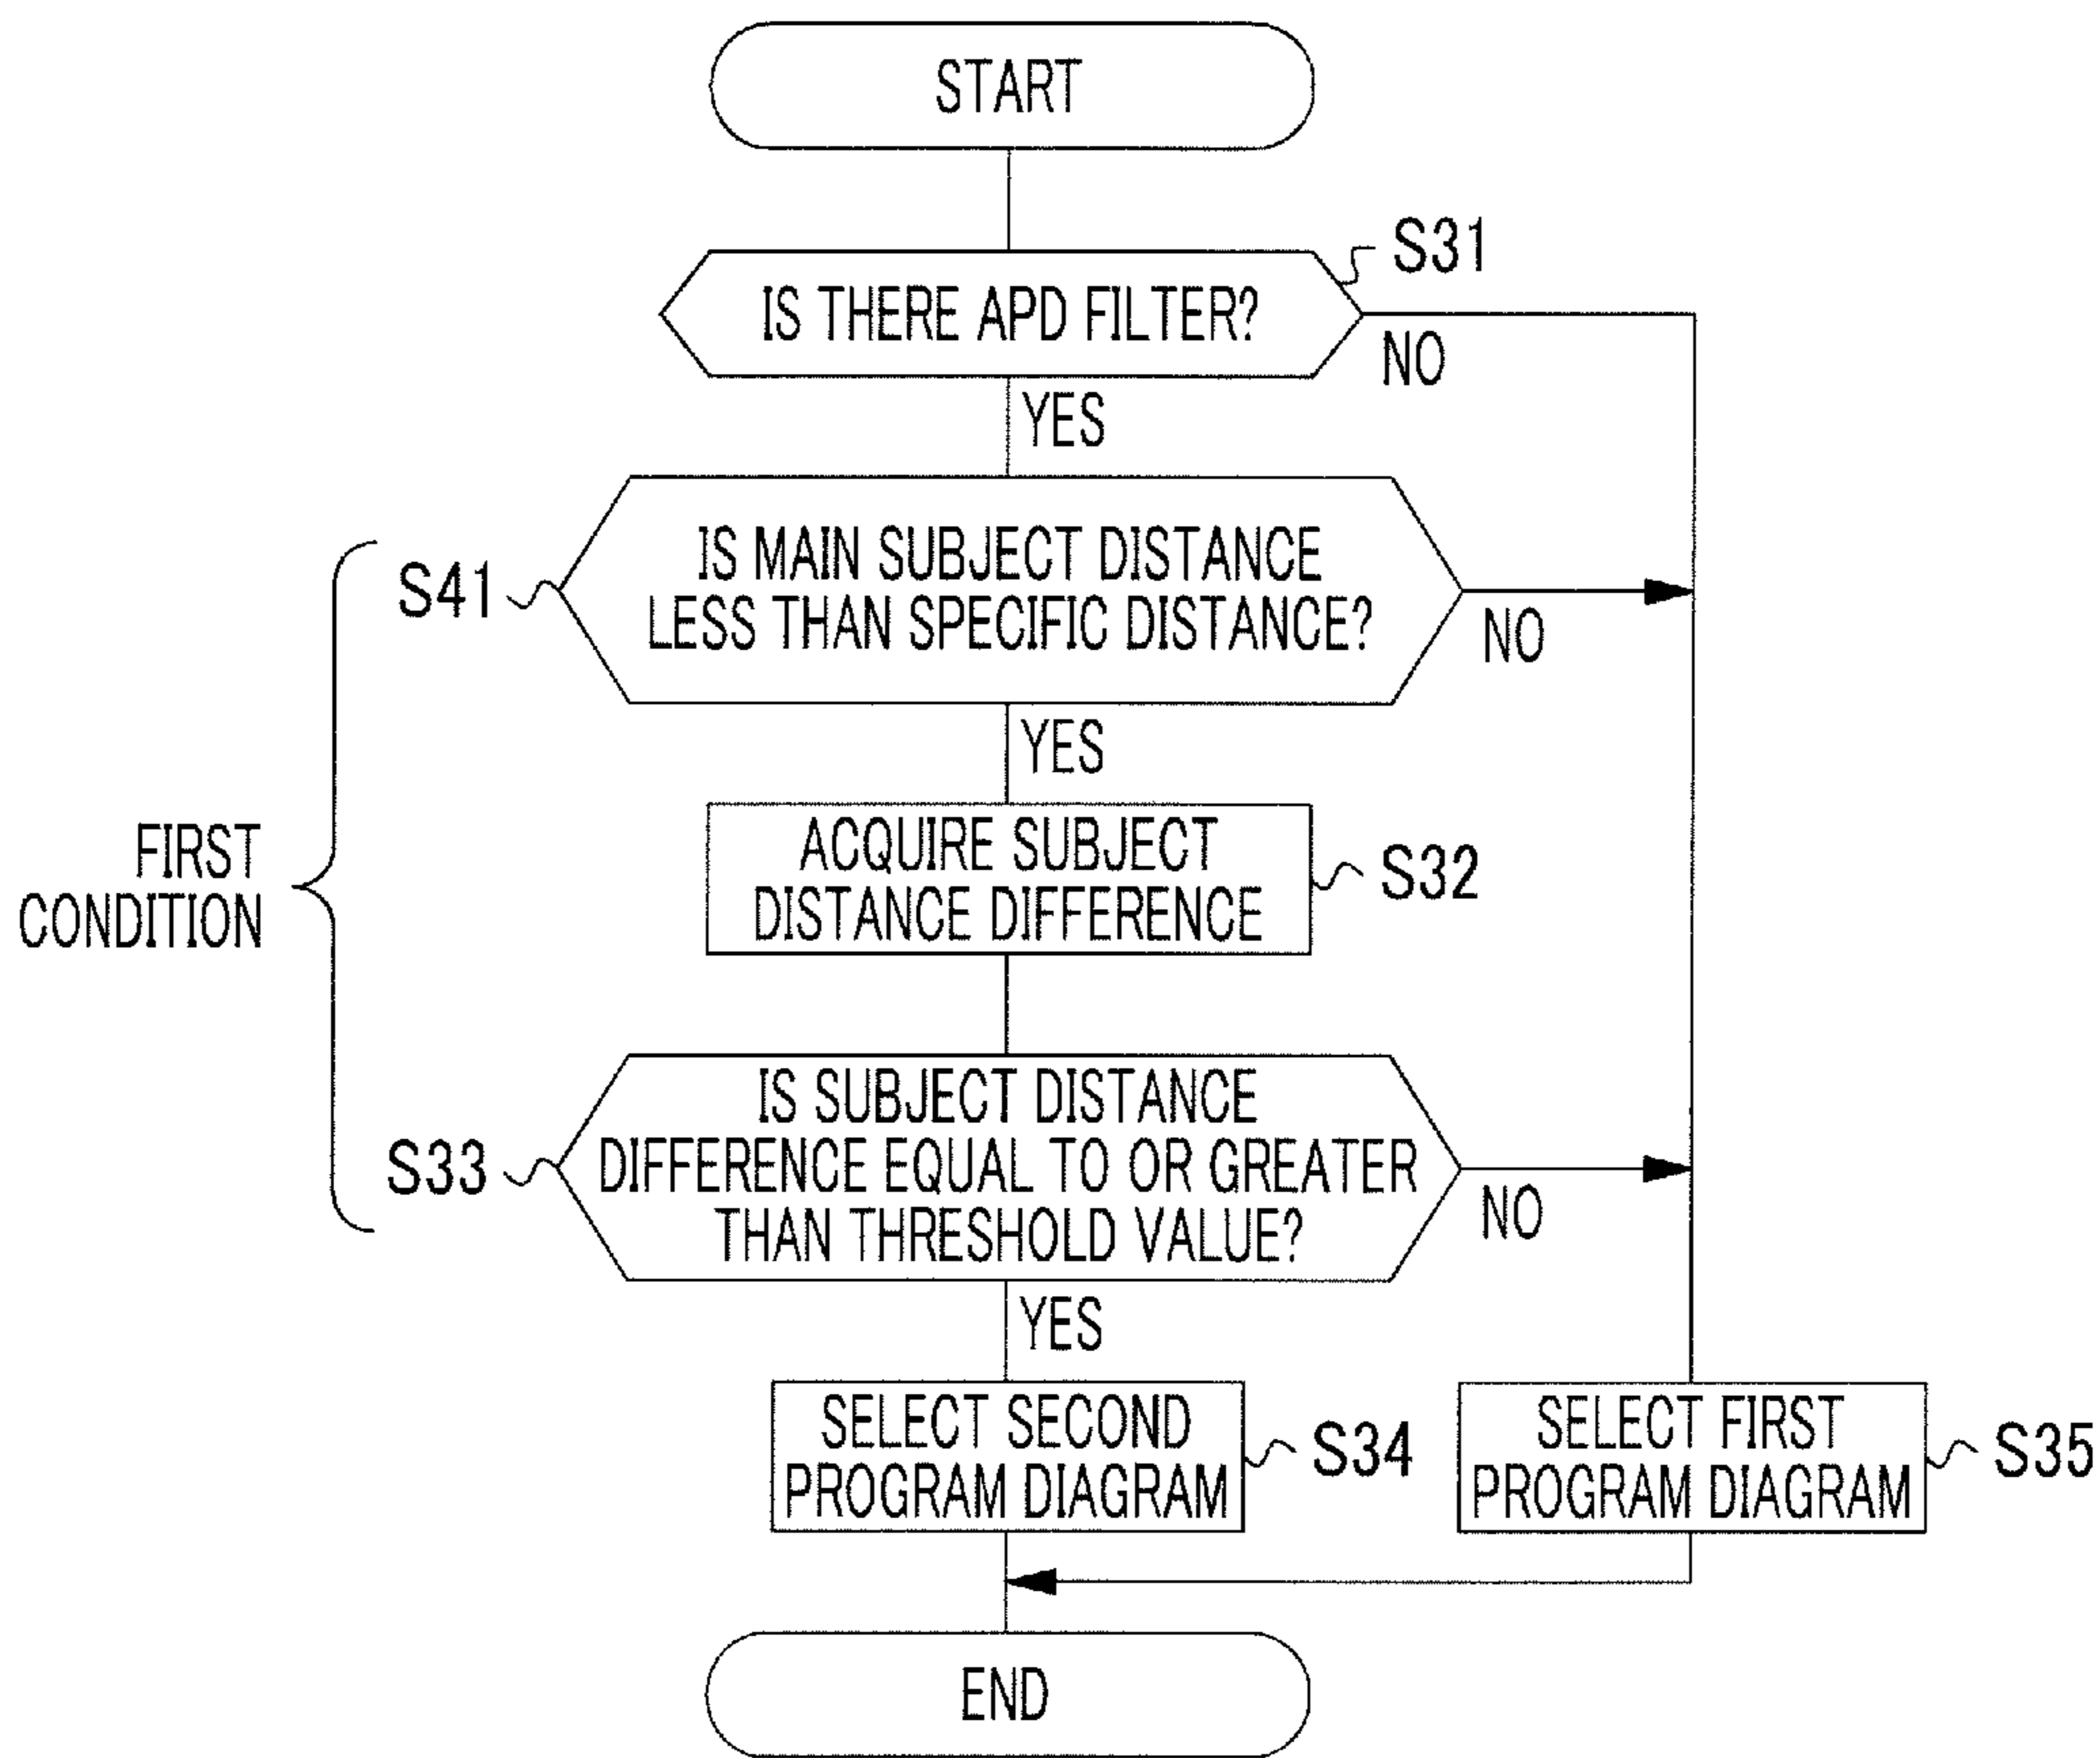 START
S31
IS THERE APD FILTER?
NO
YES
S41
IS MAIN SUBJECT DISTANCE
LESS THAN SPECIFIC DISTANCE?
NO
YES
FIRST
CONDITION
ACQUIRE SUBJECT
DISTANCE DIFFERENCE
S32
S33
IS SUBJECT DISTANCE
DIFFERENCE EQUAL TO OR GREATER
THAN THRESHOLD VALUE?
NO
YES
SELECT SECOND
PROGRAM DIAGRAM
S34
SELECT FIRST
PROGRAM DIAGRAM
S35
END